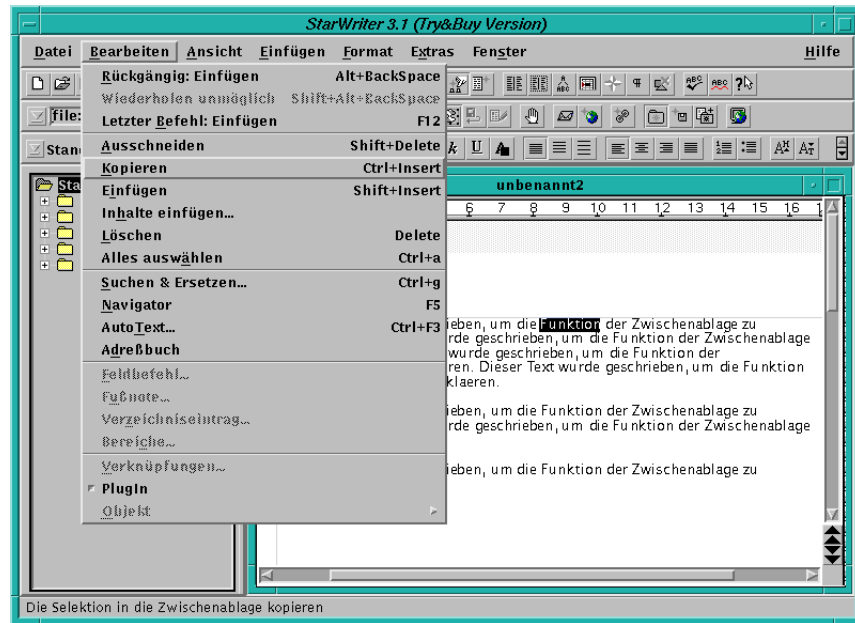 StarWriter 3.1 (Try&Buy Version)
Datei Bearbeiten Ansicht Einfügen Format Extras Fenster Hilfe
Rückgängig: Einfügen Alt+BackSpace
Wiederholen unmöglich Shift+Alt+BackSpace
Letzter Befehl: Einfügen F12
file:
Ausschneiden Shift+Delete
Stan
Kopieren Ctrl+Insert
Einfügen Shift+Insert
Sta
unbenannt2
Inhalte einfügen...
6 7 8 9 10 11 12 13 14 15 16
Löschen Delete
Alles auswählen Ctrl+a
Suchen & Ersetzen... Ctrl+g
Navigator F5
AutoText... Ctrl+F3
Adreßbuch
Feldbefehl...
Fußnote...
Verzeichniseintrag...
Bereiche...
Verknüpfungen...
PlugIn
Objekt
ieben, um die Funktion der Zwischenablage zu
rde geschrieben, um die Funktion der Zwischenablage
wurde geschrieben, um die Funktion der
ren. Dieser Text wurde geschrieben, um die Funktion
klaeren.
ieben, um die Funktion der Zwischenablage zu
rde geschrieben, um die Funktion der Zwischenablage
ieben, um die Funktion der Zwischenablage zu
Die Selektion in die Zwischenablage kopieren